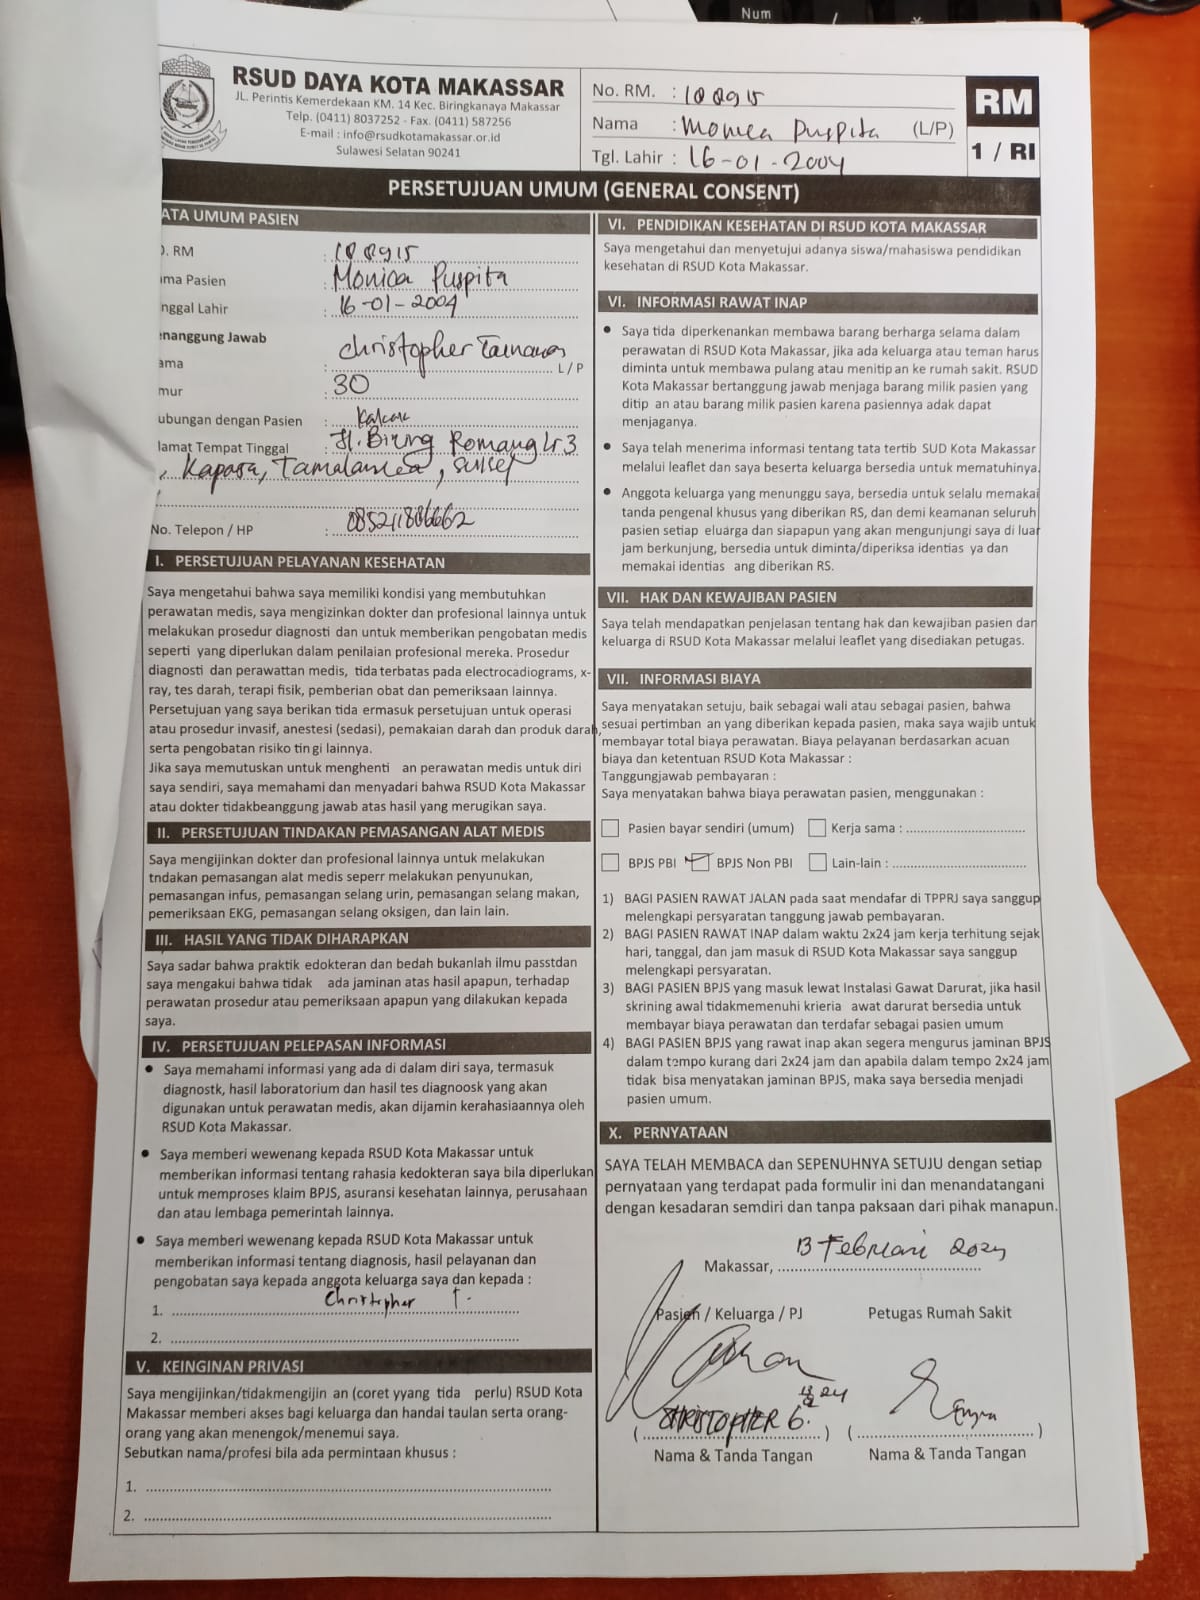 Num
RSUD DAYA KOTA MAKASSAR
JL. Perintis Kemerdekaan KM. 14 Kec. Biringkanaya Makassar
Telp. (0411) 8037252 - Fax. (0411) 587256
E-mail : info@rsudkotamakassar.or.id
Sulawesi Selatan 90241
No. RM. : 188915
Nama : Monica Puspita (L/P)
Tgl. Lahir : 16-01-2004
RM
1 / RI
PERSETUJUAN UMUM (GENERAL CONSENT)
ATA UMUM PASIEN
. RM : 188915
ma Pasien : Monica Puspita
nggal Lahir : 16-01-2004
enanggung Jawab
ama : Christopher L/P
mur : 30
ubungan dengan Pasien :
lamat Tempat Tinggal : Jl. Biring Romang Lr 3
Kapasa, Tamalanrea, Sulsel
No. Telepon / HP :
I. PERSETUJUAN PELAYANAN KESEHATAN
Saya mengetahui bahwa saya memiliki kondisi yang membutuhkan
perawatan medis, saya mengizinkan dokter dan profesional lainnya untuk
melakukan prosedur diagnosti dan untuk memberikan pengobatan medis
seperti yang diperlukan dalam penilaian profesional mereka. Prosedur
diagnosti dan perawattan medis, tida terbatas pada electrocadiograms, x-
ray, tes darah, terapi fisik, pemberian obat dan pemeriksaan lainnya.
Persetujuan yang saya berikan tida ermasuk persetujuan untuk operasi
atau prosedur invasif, anestesi (sedasi), pemakaian darah dan produk darah,
serta pengobatan risiko tin gi lainnya.
Jika saya memutuskan untuk menghenti an perawatan medis untuk diri
saya sendiri, saya memahami dan menyadari bahwa RSUD Kota Makassar
atau dokter tidakbeanggung jawab atas hasil yang merugikan saya.
II. PERSETUJUAN TINDAKAN PEMASANGAN ALAT MEDIS
Saya mengijinkan dokter dan profesional lainnya untuk melakukan
tndakan pemasangan alat medis seperr melakukan penyunukan,
pemasangan infus, pemasangan selang urin, pemasangan selang makan,
pemeriksaan EKG, pemasangan selang oksigen, dan lain lain.
III. HASIL YANG TIDAK DIHARAPKAN
Saya sadar bahwa praktik edokteran dan bedah bukanlah ilmu passtdan
saya mengakui bahwa tidak ada jaminan atas hasil apapun, terhadap
perawatan prosedur atau pemeriksaan apapun yang dilakukan kepada
saya.
IV. PERSETUJUAN PELEPASAN INFORMASI
• Saya memahami informasi yang ada di dalam diri saya, termasuk
diagnostk, hasil laboratorium dan hasil tes diagnoosk yang akan
digunakan untuk perawatan medis, akan dijamin kerahasiaannya oleh
RSUD Kota Makassar.
• Saya memberi wewenang kepada RSUD Kota Makassar untuk
memberikan informasi tentang rahasia kedokteran saya bila diperlukan
untuk memproses klaim BPJS, asuransi kesehatan lainnya, perusahaan
dan atau lembaga pemerintah lainnya.
• Saya memberi wewenang kepada RSUD Kota Makassar untuk
memberikan informasi tentang diagnosis, hasil pelayanan dan
pengobatan saya kepada anggota keluarga saya dan kepada :
1. Christopher T.
2.
V. KEINGINAN PRIVASI
Saya mengijinkan/tidakmengijin an (coret yyang tida perlu) RSUD Kota
Makassar memberi akses bagi keluarga dan handai taulan serta orang-
orang yang akan menengok/menemui saya.
Sebutkan nama/profesi bila ada permintaan khusus :
1.
2.
VI. PENDIDIKAN KESEHATAN DI RSUD KOTA MAKASSAR
Saya mengetahui dan menyetujui adanya siswa/mahasiswa pendidikan
kesehatan di RSUD Kota Makassar.
VI. INFORMASI RAWAT INAP
• Saya tida diperkenankan membawa barang berharga selama dalam
perawatan di RSUD Kota Makassar, jika ada keluarga atau teman harus
diminta untuk membawa pulang atau menitip an ke rumah sakit. RSUD
Kota Makassar bertanggung jawab menjaga barang milik pasien yang
ditip an atau barang milik pasien karena pasiennya adak dapat
menjaganya.
• Saya telah menerima informasi tentang tata tertib SUD Kota Makassar
melalui leaflet dan saya beserta keluarga bersedia untuk mematuhinya.
• Anggota keluarga yang menunggu saya, bersedia untuk selalu memakai
tanda pengenal khusus yang diberikan RS, dan demi keamanan seluruh
pasien setiap eluarga dan siapapun yang akan mengunjungi saya di luar
jam berkunjung, bersedia untuk diminta/diperiksa identias ya dan
memakai identias ang diberikan RS.
VII. HAK DAN KEWAJIBAN PASIEN
Saya telah mendapatkan penjelasan tentang hak dan kewajiban pasien dan
keluarga di RSUD Kota Makassar melalui leaflet yang disediakan petugas.
VII. INFORMASI BIAYA
Saya menyatakan setuju, baik sebagai wali atau sebagai pasien, bahwa
sesuai pertimban an yang diberikan kepada pasien, maka saya wajib untuk
membayar total biaya perawatan. Biaya pelayanan berdasarkan acuan
biaya dan ketentuan RSUD Kota Makassar :
Tanggungjawab pembayaran :
Saya menyatakan bahwa biaya perawatan pasien, menggunakan :
Pasien bayar sendiri (umum) Kerja sama :
BPJS PBI BPJS Non PBI Lain-lain :
1) BAGI PASIEN RAWAT JALAN pada saat mendafar di TPPRJ saya sanggup
melengkapi persyaratan tanggung jawab pembayaran.
2) BAGI PASIEN RAWAT INAP dalam waktu 2x24 jam kerja terhitung sejak
hari, tanggal, dan jam masuk di RSUD Kota Makassar saya sanggup
melengkapi persyaratan.
3) BAGI PASIEN BPJS yang masuk lewat Instalasi Gawat Darurat, jika hasil
skrining awal tidakmemenuhi krieria awat darurat bersedia untuk
membayar biaya perawatan dan terdafar sebagai pasien umum
4) BAGI PASIEN BPJS yang rawat inap akan segera mengurus jaminan BPJS
dalam tempo kurang dari 2x24 jam dan apabila dalam tempo 2x24 jam
tidak bisa menyatakan jaminan BPJS, maka saya bersedia menjadi
pasien umum.
X. PERNYATAAN
SAYA TELAH MEMBACA dan SEPENUHNYA SETUJU dengan setiap
pernyataan yang terdapat pada formulir ini dan menandatangani
dengan kesadaran semdiri dan tanpa paksaan dari pihak manapun.
Makassar, 13 Februari 2024
Pasien / Keluarga / PJ Petugas Rumah Sakit
(CHRISTOPHER G.) ( )
Nama & Tanda Tangan Nama & Tanda Tangan